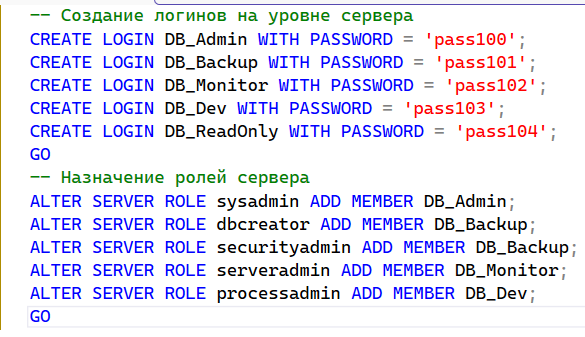 -- Создание логинов на уровне сервера
CREATE LOGIN DB_Admin WITH PASSWORD = 'pass100';
CREATE LOGIN DB_Backup WITH PASSWORD = 'pass101';
CREATE LOGIN DB_Monitor WITH PASSWORD = 'pass102';
CREATE LOGIN DB_Dev WITH PASSWORD = 'pass103';
CREATE LOGIN DB_ReadOnly WITH PASSWORD = 'pass104';
GO
-- Назначение ролей сервера
ALTER SERVER ROLE sysadmin ADD MEMBER DB_Admin;
ALTER SERVER ROLE dbcreator ADD MEMBER DB_Backup;
ALTER SERVER ROLE securityadmin ADD MEMBER DB_Backup;
ALTER SERVER ROLE serveradmin ADD MEMBER DB_Monitor;
ALTER SERVER ROLE processadmin ADD MEMBER DB_Dev;
GO